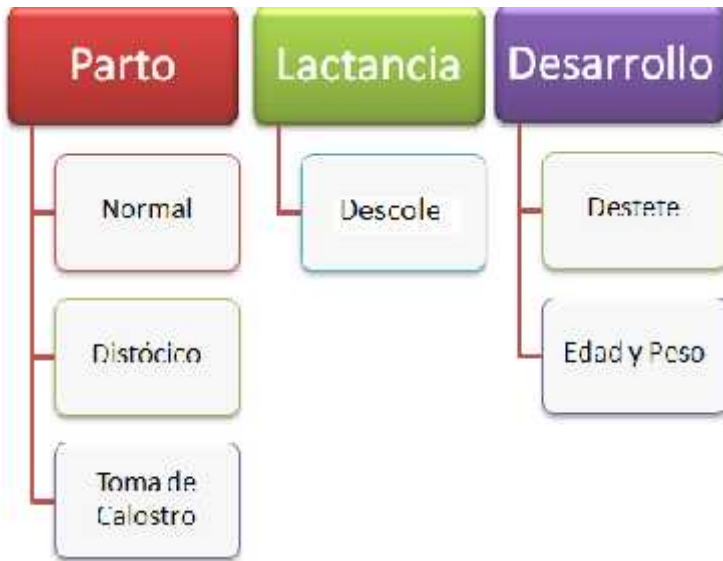 Parto
Normal
Distócico
Toma de
Calostro
Lactancia
Descole
Desarrollo
Destete
Edad y Peso